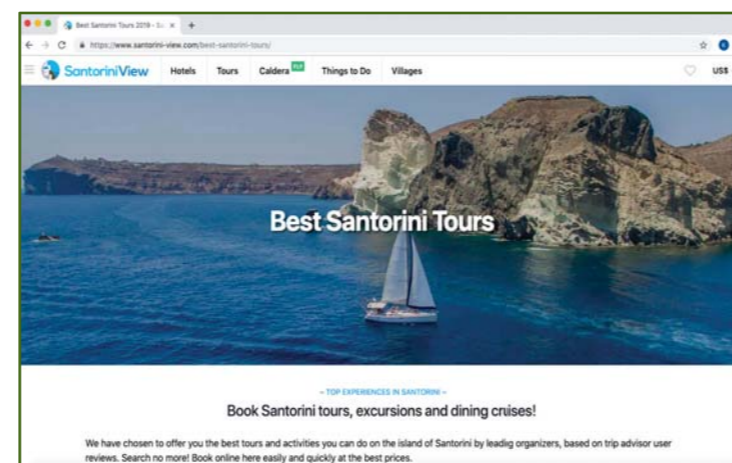 Best Santorini Tours 2019 - Sa
https://www.santorini-view.com/best-santorini-tours/
SantoriniView Hotels Tours Caldera Things to Do Villages US$
Best Santorini Tours
– TOP EXPERIENCES IN SANTORINI –
Book Santorini tours, excursions and dining cruises!
We have chosen to offer you the best tours and activities you can do on the island of Santorini by leadig organizers, based on trip advisor user
reviews. Search no more! Book online here easily and quickly at the best prices.